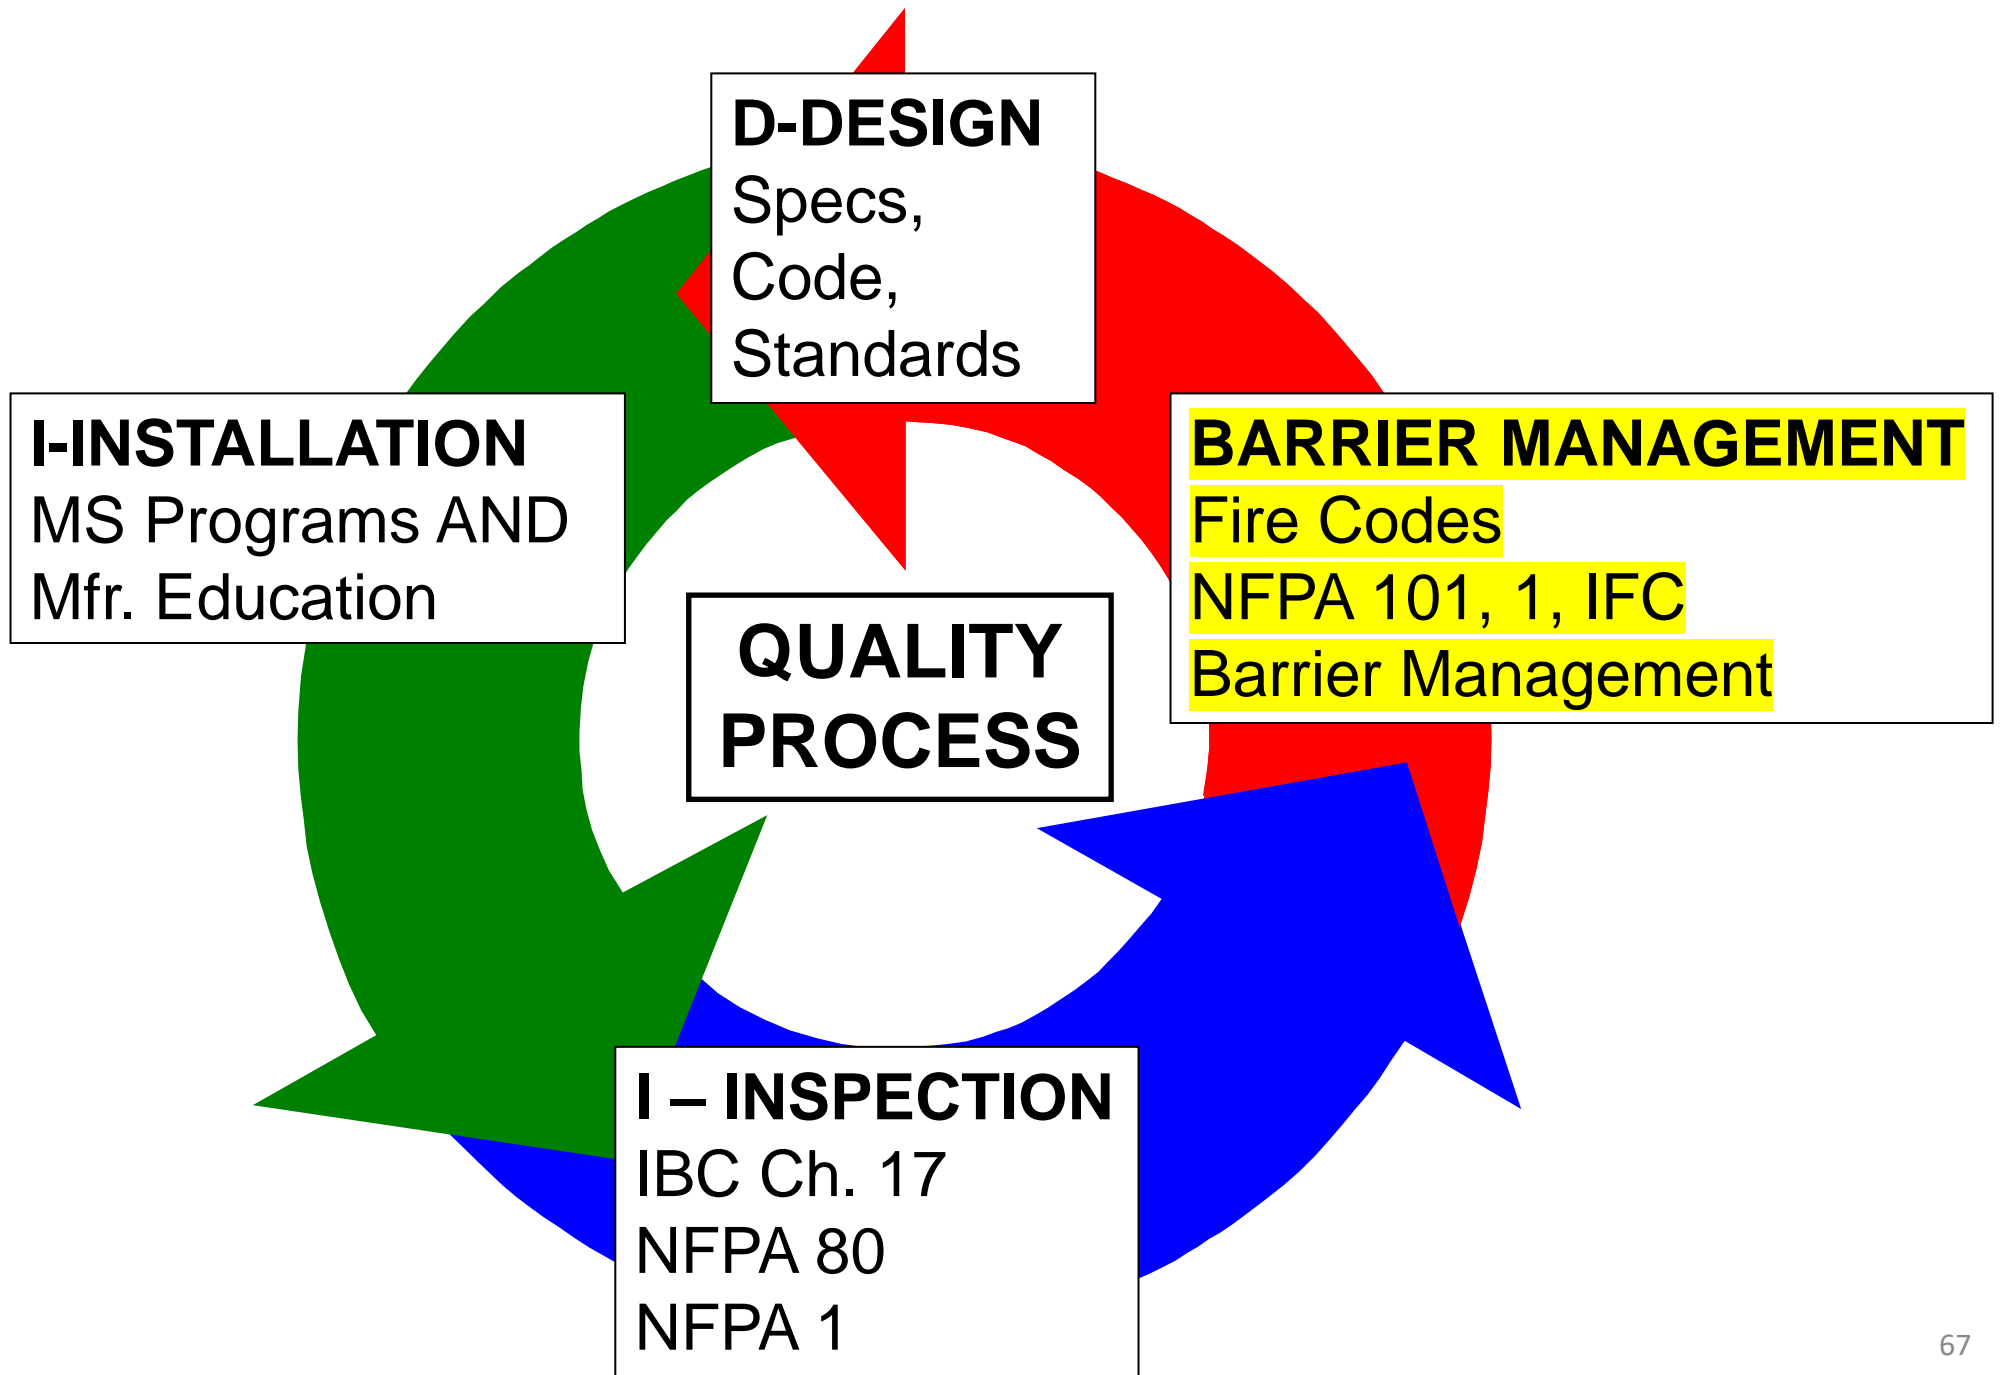 D-DESIGN
Specs,
Code,
Standards
I-INSTALLATION
MS Programs AND
Mfr. Education
BARRIER MANAGEMENT
Fire Codes
NFPA 101, 1, IFC
Barrier Management
QUALITY
PROCESS
I – INSPECTION
IBC Ch. 17
NFPA 80
NFPA 1
67